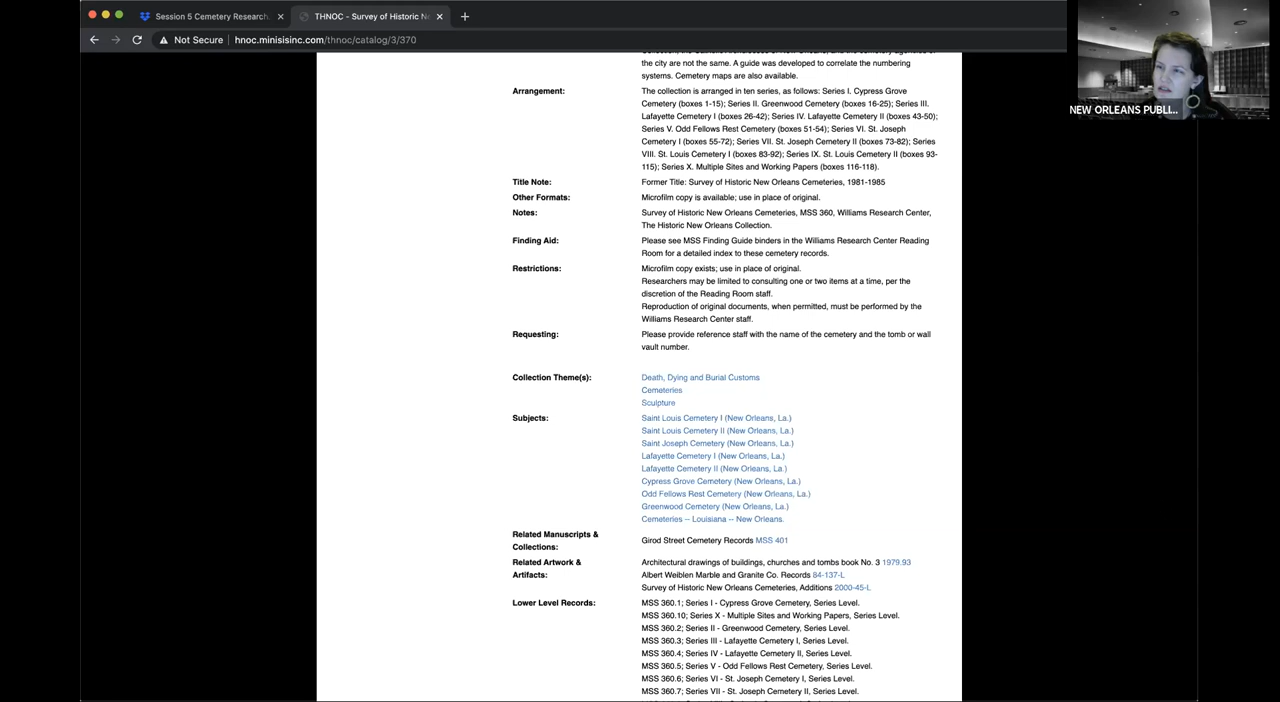 Session 5 Cemetery Research
THNOC - Survey of Historic Ne
Not Secure | hnoc.minisisinc.com/thnoc/catalog/3/370
NEW ORLEANS PUBLI...
the city are not the same. A guide was developed to correlate the numbering
systems. Cemetery maps are also available.
Arrangement:
The collection is arranged in ten series, as follows: Series I. Cypress Grove
Cemetery (boxes 1-15); Series II. Greenwood Cemetery (boxes 16-25); Series III.
Lafayette Cemetery I (boxes 26-42); Series IV. Lafayette Cemetery II (boxes 43-50);
Series V. Odd Fellows Rest Cemetery (boxes 51-54); Series VI. St. Joseph
Cemetery I (boxes 55-72); Series VII. St. Joseph Cemetery II (boxes 73-82); Series
VIII. St. Louis Cemetery I (boxes 83-92); Series IX. St. Louis Cemetery II (boxes 93-
115); Series X. Multiple Sites and Working Papers (boxes 116-118).
Title Note:
Former Title: Survey of Historic New Orleans Cemeteries, 1981-1985
Other Formats:
Microfilm copy is available; use in place of original.
Notes:
Survey of Historic New Orleans Cemeteries, MSS 360, Williams Research Center,
The Historic New Orleans Collection.
Finding Aid:
Please see MSS Finding Guide binders in the Williams Research Center Reading
Room for a detailed index to these cemetery records.
Restrictions:
Microfilm copy exists; use in place of original.
Researchers may be limited to consulting one or two items at a time, per the
discretion of the Reading Room staff.
Reproduction of original documents, when permitted, must be performed by the
Williams Research Center staff.
Requesting:
Please provide reference staff with the name of the cemetery and the tomb or wall
vault number.
Collection Theme(s):
Death, Dying and Burial Customs
Cemeteries
Sculpture
Subjects:
Saint Louis Cemetery I (New Orleans, La.)
Saint Louis Cemetery II (New Orleans, La.)
Saint Joseph Cemetery (New Orleans, La.)
Lafayette Cemetery I (New Orleans, La.)
Lafayette Cemetery II (New Orleans, La.)
Cypress Grove Cemetery (New Orleans, La.)
Odd Fellows Rest Cemetery (New Orleans, La.)
Greenwood Cemetery (New Orleans, La.)
Cemeteries -- Louisiana -- New Orleans.
Related Manuscripts &
Collections:
Girod Street Cemetery Records MSS 401
Related Artwork &
Artifacts:
Architectural drawings of buildings, churches and tombs book No. 3 1979.93
Albert Weiblen Marble and Granite Co. Records 84-137-L
Survey of Historic New Orleans Cemeteries, Additions 2000-45-L
Lower Level Records:
MSS 360.1; Series I - Cypress Grove Cemetery, Series Level.
MSS 360.10; Series X - Multiple Sites and Working Papers, Series Level.
MSS 360.2; Series II - Greenwood Cemetery, Series Level.
MSS 360.3; Series III - Lafayette Cemetery I, Series Level.
MSS 360.4; Series IV - Lafayette Cemetery II, Series Level.
MSS 360.5; Series V - Odd Fellows Rest Cemetery, Series Level.
MSS 360.6; Series VI - St. Joseph Cemetery I, Series Level.
MSS 360.7; Series VII - St. Joseph Cemetery II, Series Level.